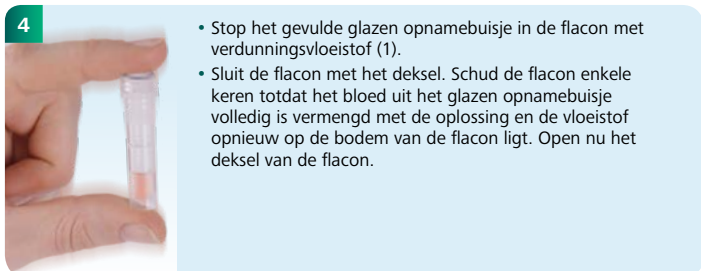 4
• Stop het gevulde glazen opnamebuisje in de flacon met
verdunningsvloeistof (1).
• Sluit de flacon met het deksel. Schud de flacon enkele
keren totdat het bloed uit het glazen opnamebuisje
volledig is vermengd met de oplossing en de vloeistof
opnieuw op de bodem van de flacon ligt. Open nu het
deksel van de flacon.